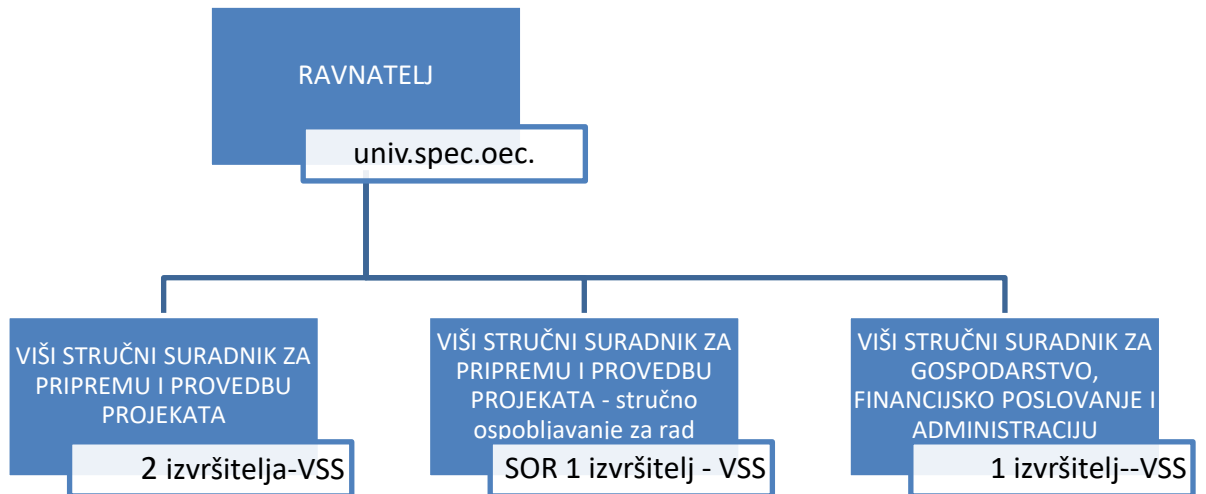 RAVNATELJ
univ.spec.oec.
VIŠI STRUČNI SURADNIK ZA
PRIPREMU I PROVEDBU
PROJEKATA
2 izvršitelja-VSS
VIŠI STRUČNI SURADNIK ZA
PRIPREMU I PROVEDBU
PROJEKATA - stručno
ospobljavanje za rad
SOR 1 izvršitelj - VSS
VIŠI STRUČNI SURADNIK ZA
GOSPODARSTVO,
FINANCIJSKO POSLOVANJE I
ADMINISTRACIJU
1 izvršitelj--VSS